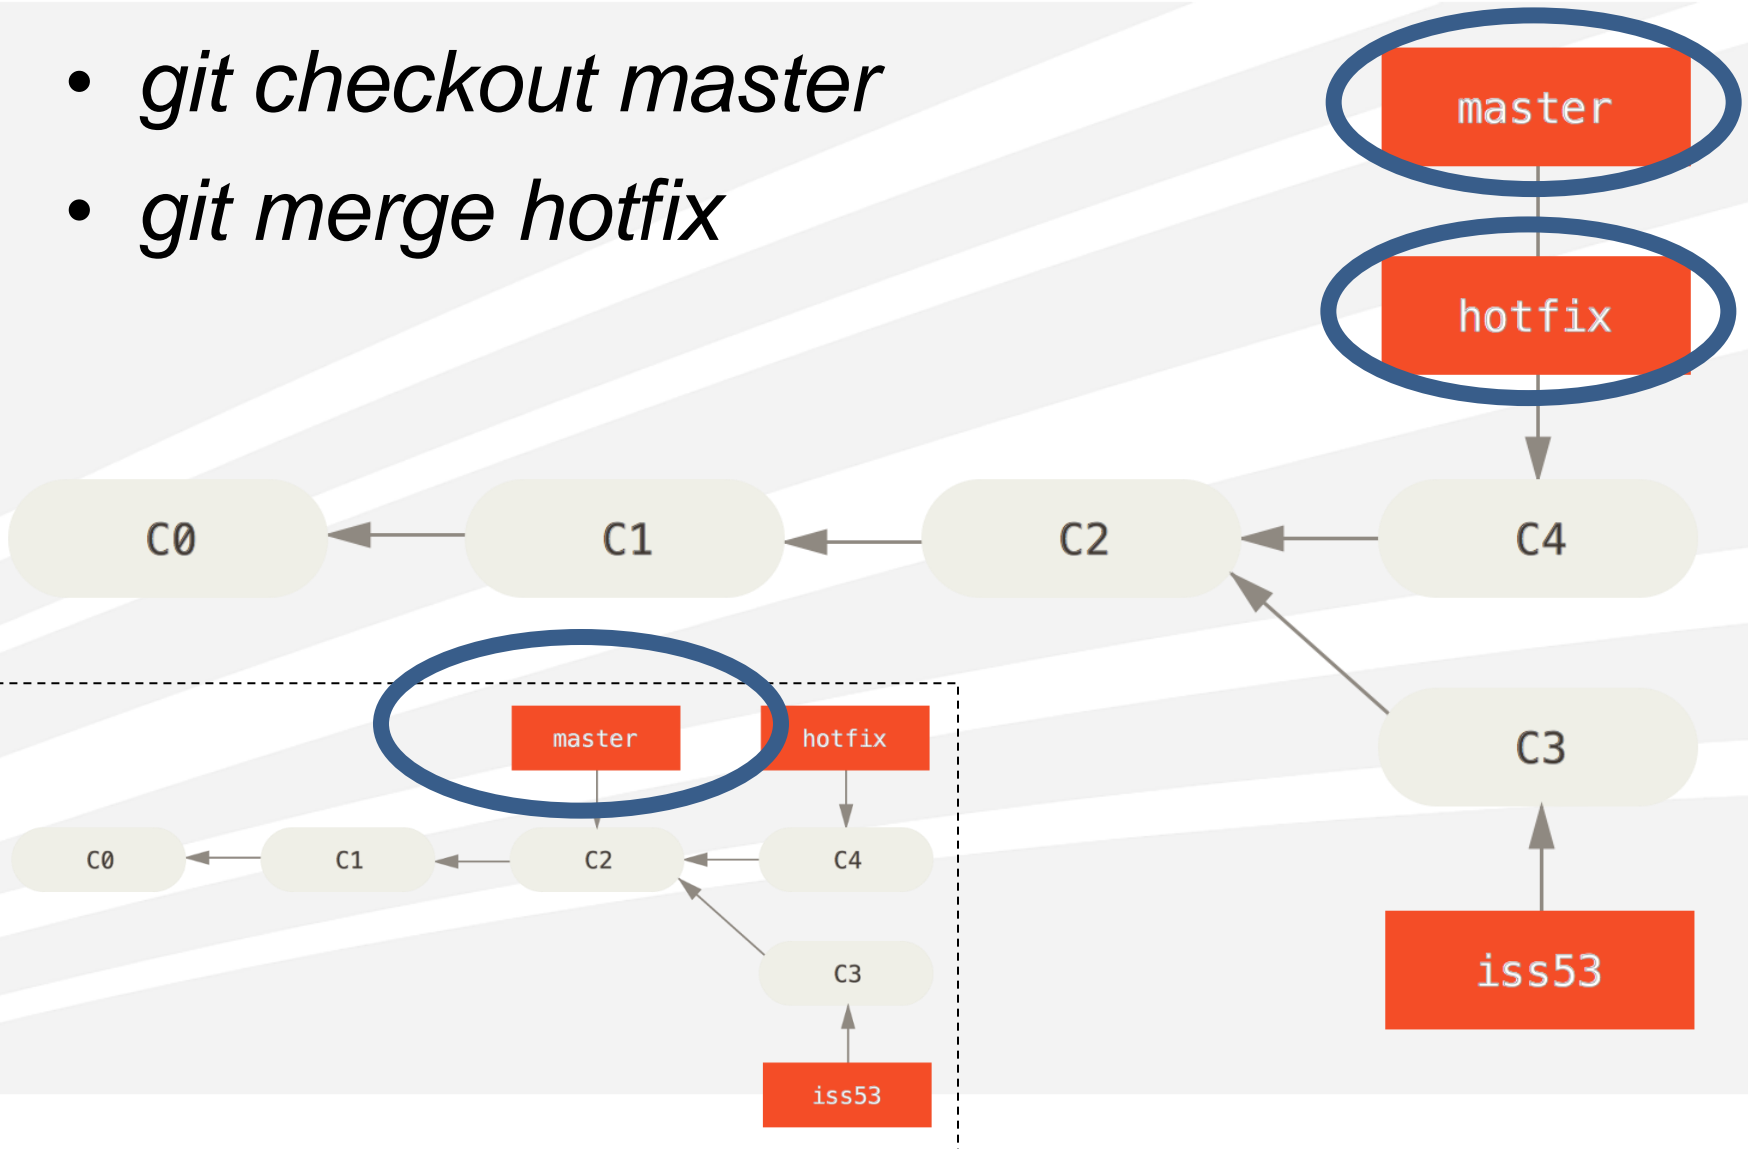 • git checkout master
• git merge hotfix
master
hotfix
C0 C1 C2 C4
C3
iss53
master hotfix
C0 C1 C2 C4
C3
iss53